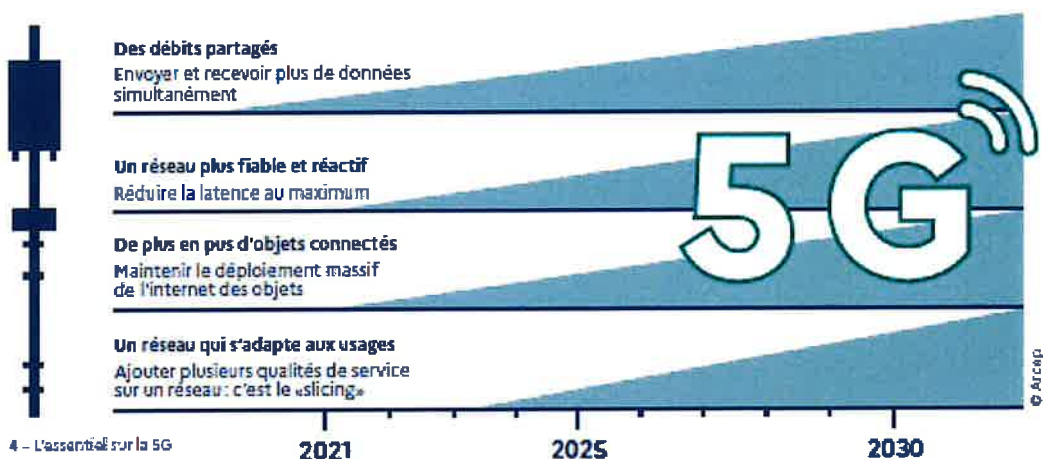 Des débits partagés
Envoyer et recevoir plus de données
simultanément
Un réseau plus fiable et réactif
Réduire la latence au maximum
De plus en pus d'objets connectés
Maintenir le déploiement massif
de l'internet des objets
Un réseau qui s'adapte aux usages
Ajouter plusieurs qualités de service
sur un réseau : c'est le «slicing»
5G
© Arcep
2021
2025
2030
4 – L'essentiel sur la 5G